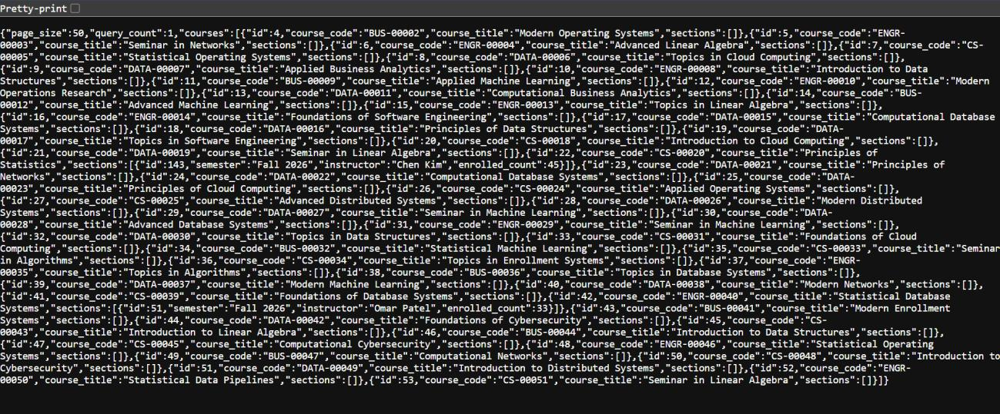 Pretty-print
{"page_size":50,"query_count":1,"courses":[{"id":4,"course_code":"BUS-00002","course_title":"Modern Operating Systems","sections":[]},{"id":5,"course_code":"ENGR-
00003","course_title":"Seminar in Networks","sections":[]},{"id":6,"course_code":"ENGR-00004","course_title":"Advanced Linear Algebra","sections":[]},{"id":7,"course_code":"CS-
00005","course_title":"Statistical Operating Systems","sections":[]},{"id":8,"course_code":"DATA-00006","course_title":"Topics in Cloud Computing","sections":[]},
{"id":9,"course_code":"DATA-00007","course_title":"Applied Business Analytics","sections":[]},{"id":10,"course_code":"ENGR-00008","course_title":"Introduction to Data
Structures","sections":[]},{"id":11,"course_code":"BUS-00009","course_title":"Applied Machine Learning","sections":[]},{"id":12,"course_code":"ENGR-00010","course_title":"Modern
Operations Research","sections":[]},{"id":13,"course_code":"DATA-00011","course_title":"Computational Business Analytics","sections":[]},{"id":14,"course_code":"BUS-
00012","course_title":"Advanced Machine Learning","sections":[]},{"id":15,"course_code":"ENGR-00013","course_title":"Topics in Linear Algebra","sections":[]},
{"id":16,"course_code":"ENGR-00014","course_title":"Foundations of Software Engineering","sections":[]},{"id":17,"course_code":"DATA-00015","course_title":"Computational Database
Systems","sections":[]},{"id":18,"course_code":"DATA-00016","course_title":"Principles of Data Structures","sections":[]},{"id":19,"course_code":"DATA-
00017","course_title":"Topics in Software Engineering","sections":[]},{"id":20,"course_code":"CS-00018","course_title":"Introduction to Cloud Computing","sections":[]},
{"id":21,"course_code":"DATA-00019","course_title":"Seminar in Linear Algebra","sections":[]},{"id":22,"course_code":"CS-00020","course_title":"Principles of
Statistics","sections":[{"id":143,"semester":"Fall 2026","instructor":"Chen Kim","enrolled_count":45}]},{"id":23,"course_code":"DATA-00021","course_title":"Principles of
Networks","sections":[]},{"id":24,"course_code":"DATA-00022","course_title":"Computational Database Systems","sections":[]},{"id":25,"course_code":"DATA-
00023","course_title":"Principles of Cloud Computing","sections":[]},{"id":26,"course_code":"CS-00024","course_title":"Applied Operating Systems","sections":[]},
{"id":27,"course_code":"CS-00025","course_title":"Advanced Distributed Systems","sections":[]},{"id":28,"course_code":"DATA-00026","course_title":"Modern Distributed
Systems","sections":[]},{"id":29,"course_code":"DATA-00027","course_title":"Seminar in Machine Learning","sections":[]},{"id":30,"course_code":"DATA-
00028","course_title":"Advanced Database Systems","sections":[]},{"id":31,"course_code":"ENGR-00029","course_title":"Seminar in Machine Learning","sections":[]},
{"id":32,"course_code":"DATA-00030","course_title":"Topics in Data Structures","sections":[]},{"id":33,"course_code":"CS-00031","course_title":"Foundations of Cloud
Computing","sections":[]},{"id":34,"course_code":"BUS-00032","course_title":"Statistical Machine Learning","sections":[]},{"id":35,"course_code":"CS-00033","course_title":"Seminar
in Algorithms","sections":[]},{"id":36,"course_code":"CS-00034","course_title":"Topics in Enrollment Systems","sections":[]},{"id":37,"course_code":"ENGR-
00035","course_title":"Topics in Algorithms","sections":[]},{"id":38,"course_code":"BUS-00036","course_title":"Topics in Database Systems","sections":[]},
{"id":39,"course_code":"DATA-00037","course_title":"Modern Machine Learning","sections":[]},{"id":40,"course_code":"DATA-00038","course_title":"Modern Networks","sections":[]},
{"id":41,"course_code":"CS-00039","course_title":"Foundations of Database Systems","sections":[]},{"id":42,"course_code":"ENGR-00040","course_title":"Statistical Database
Systems","sections":[{"id":51,"semester":"Fall 2026","instructor":"Omar Patel","enrolled_count":33}]},{"id":43,"course_code":"BUS-00041","course_title":"Modern Enrollment
Systems","sections":[]},{"id":44,"course_code":"DATA-00042","course_title":"Foundations of Cybersecurity","sections":[]},{"id":45,"course_code":"CS-
00043","course_title":"Introduction to Linear Algebra","sections":[]},{"id":46,"course_code":"BUS-00044","course_title":"Introduction to Data Structures","sections":[]},
{"id":47,"course_code":"CS-00045","course_title":"Computational Cybersecurity","sections":[]},{"id":48,"course_code":"ENGR-00046","course_title":"Statistical Operating
Systems","sections":[]},{"id":49,"course_code":"BUS-00047","course_title":"Computational Networks","sections":[]},{"id":50,"course_code":"CS-00048","course_title":"Introduction to
Cybersecurity","sections":[]},{"id":51,"course_code":"DATA-00049","course_title":"Introduction to Distributed Systems","sections":[]},{"id":52,"course_code":"ENGR-
00050","course_title":"Statistical Data Pipelines","sections":[]},{"id":53,"course_code":"CS-00051","course_title":"Seminar in Linear Algebra","sections":[]}]}